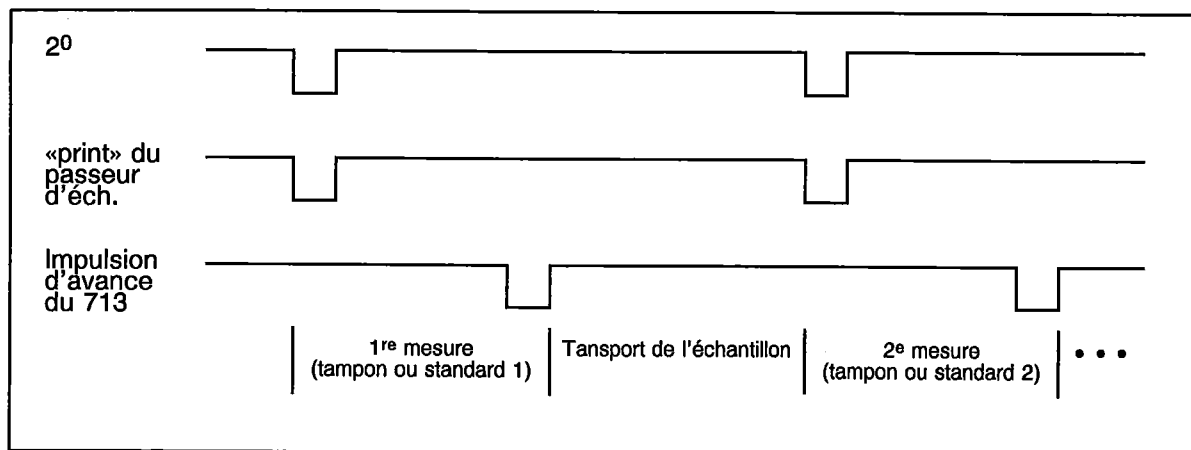 2⁰
«print» du
passeur
d'éch.
Impulsion
d'avance
du 713
1re mesure
(tampon ou standard 1)
Tansport de l'échantillon
2e mesure
(tampon ou standard 2)
• • •